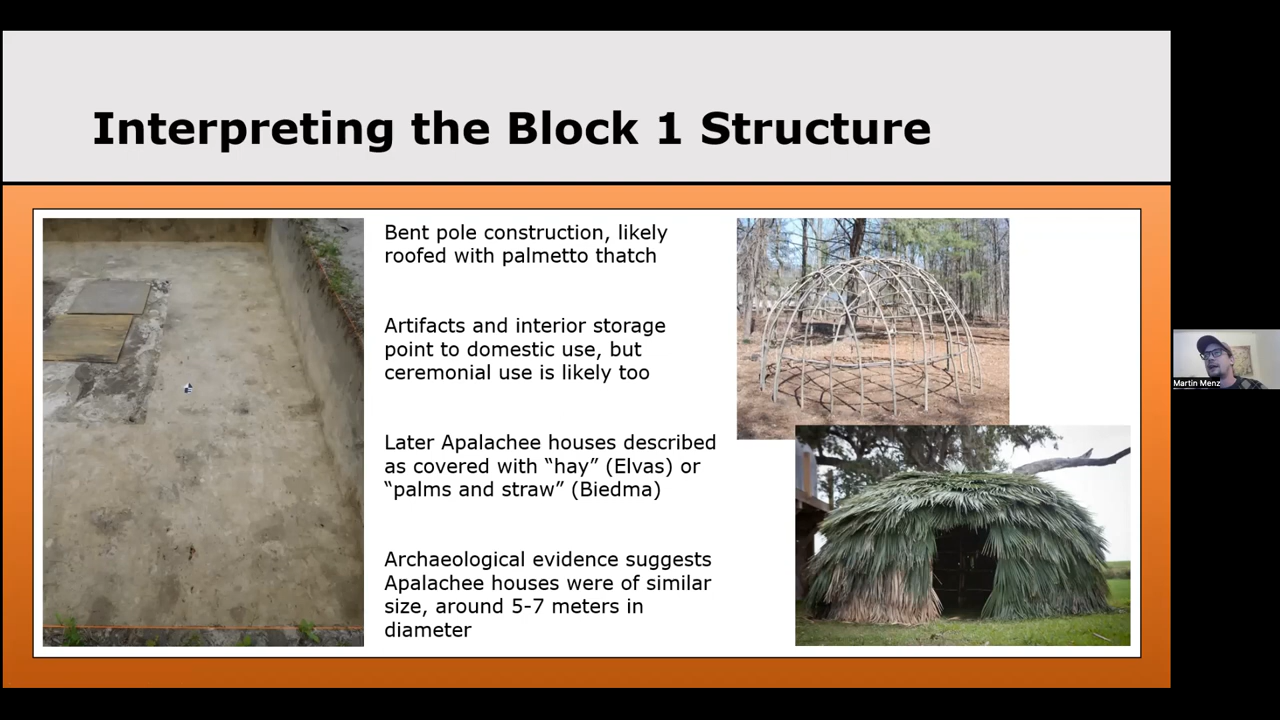 Interpreting the Block 1 Structure
Bent pole construction, likely
roofed with palmetto thatch
Artifacts and interior storage
point to domestic use, but
ceremonial use is likely too
Later Apalachee houses described
as covered with “hay” (Elvas) or
“palms and straw” (Biedma)
Archaeological evidence suggests
Apalachee houses were of similar
size, around 5-7 meters in
diameter
Martin Menz